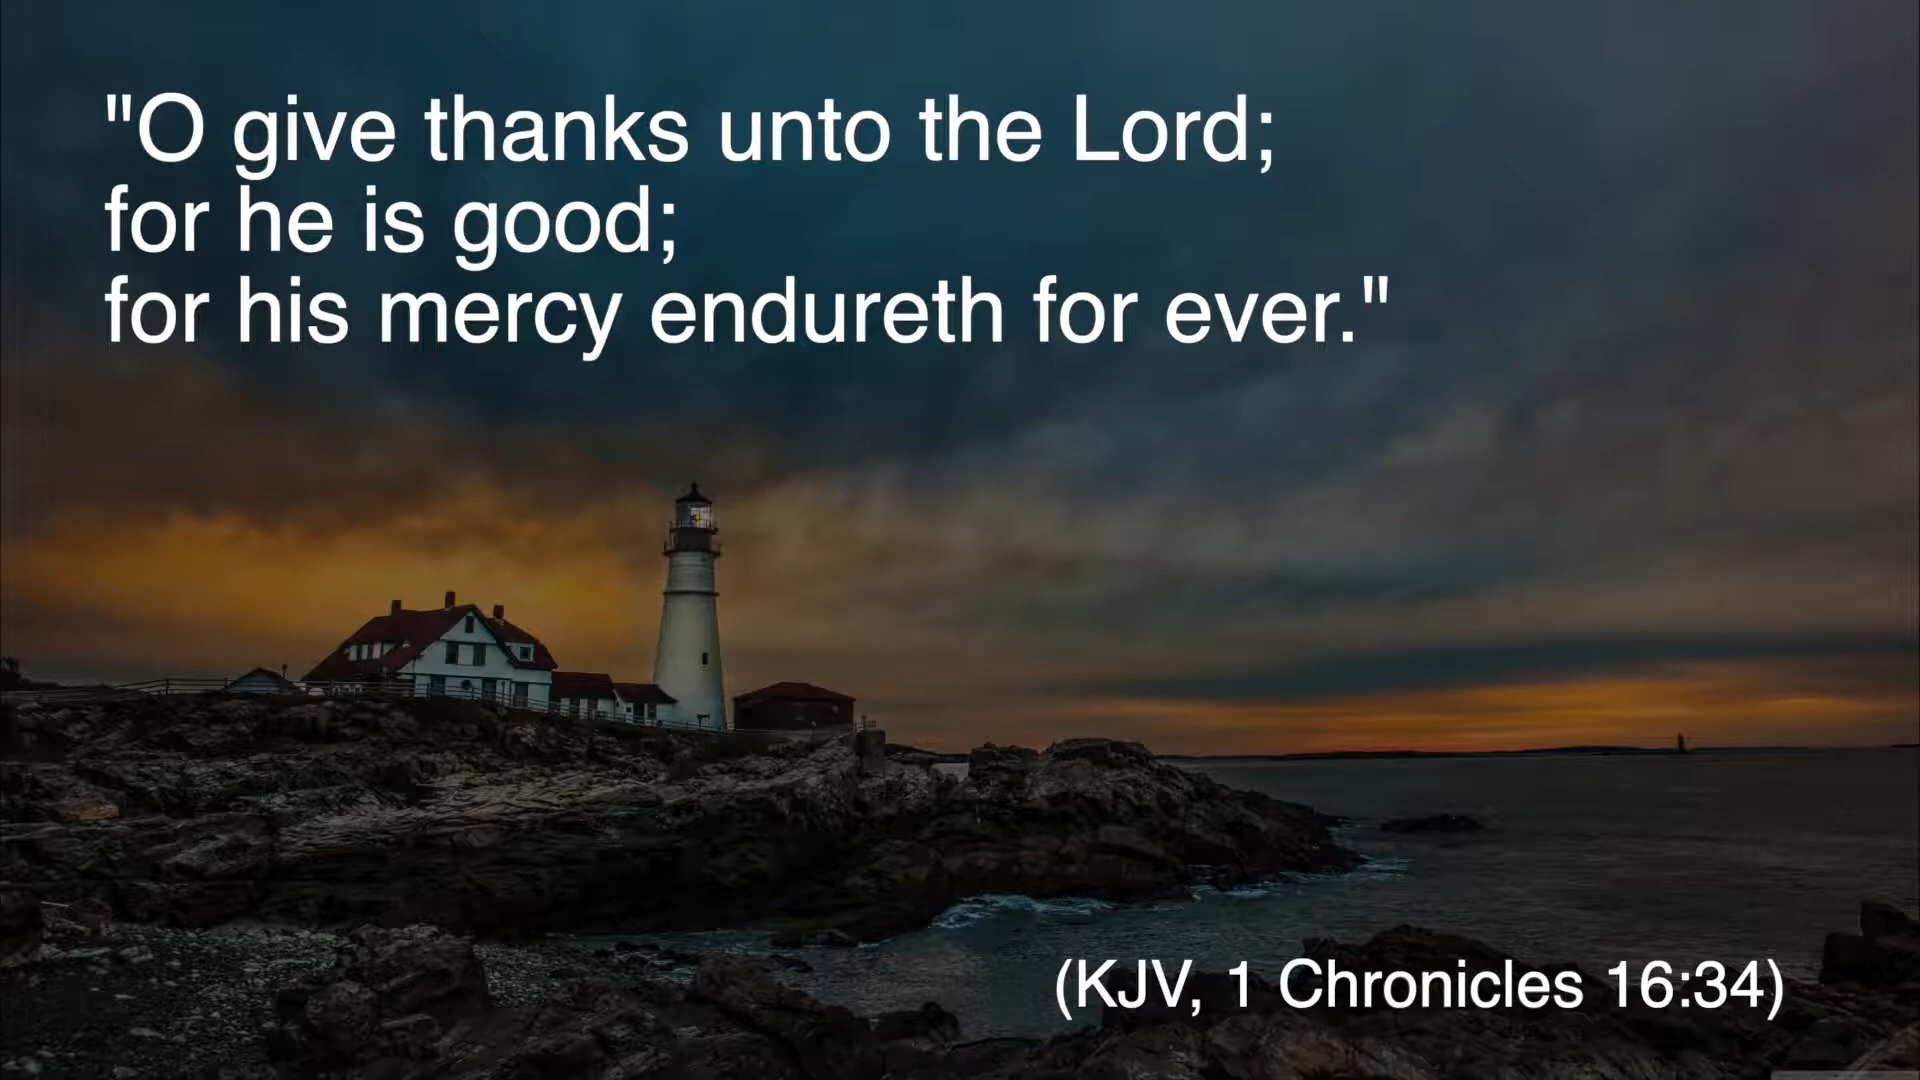 "O give thanks unto the Lord;
for he is good;
for his mercy endureth for ever."
(KJV, 1 Chronicles 16:34)